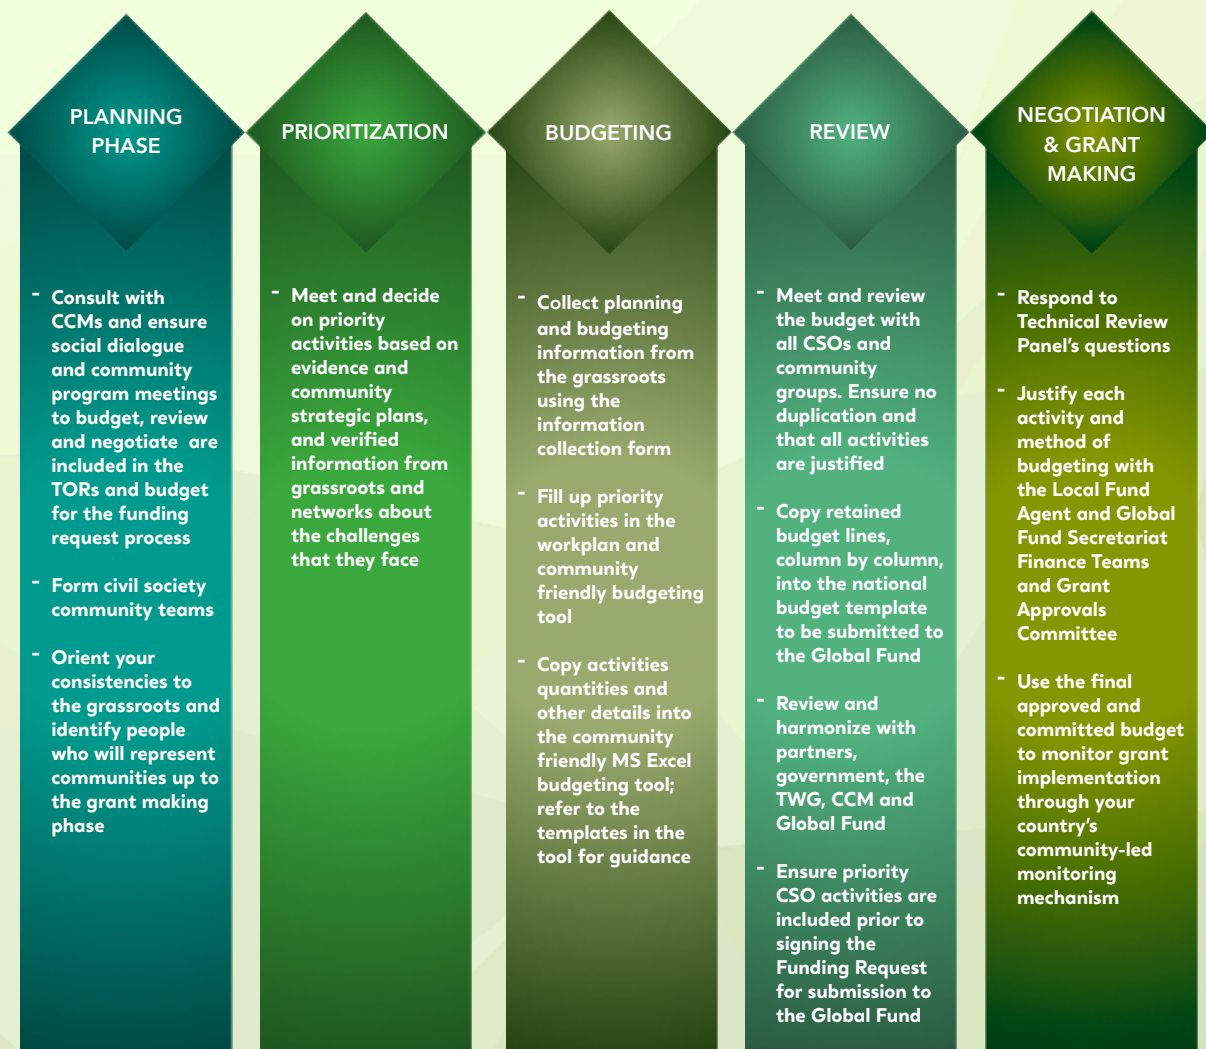 PLANNING
PHASE
- Consult with
CCMs and ensure
social dialogue
and community
program meetings
to budget, review
and negotiate are
included in the
TORs and budget
for the funding
request process
- Form civil society
community teams
- Orient your
consistencies to
the grassroots and
identify people
who will represent
communities up to
the grant making
phase
PRIORITIZATION
- Meet and decide
on priority
activities based on
evidence and
community
strategic plans,
and verified
information from
grassroots and
networks about
the challenges
that they face
BUDGETING
- Collect planning
and budgeting
information from
the grassroots
using the
information
collection form
- Fill up priority
activities in the
workplan and
community
friendly budgeting
tool
- Copy activities
quantities and
other details into
the community
friendly MS Excel
budgeting tool;
refer to the
templates in the
tool for guidance
REVIEW
- Meet and review
the budget with
all CSOs and
community
groups. Ensure no
duplication and
that all activities
are justified
- Copy retained
budget lines,
column by column,
into the national
budget template
to be submitted to
the Global Fund
- Review and
harmonize with
partners,
government, the
TWG, CCM and
Global Fund
- Ensure priority
CSO activities are
included prior to
signing the
Funding Request
for submission to
the Global Fund
NEGOTIATION
& GRANT
MAKING
- Respond to
Technical Review
Panel's questions
- Justify each
activity and
method of
budgeting with
the Local Fund
Agent and Global
Fund Secretariat
Finance Teams
and Grant
Approvals
Committee
- Use the final
approved and
committed budget
to monitor grant
implementation
through your
country's
community-led
monitoring
mechanism